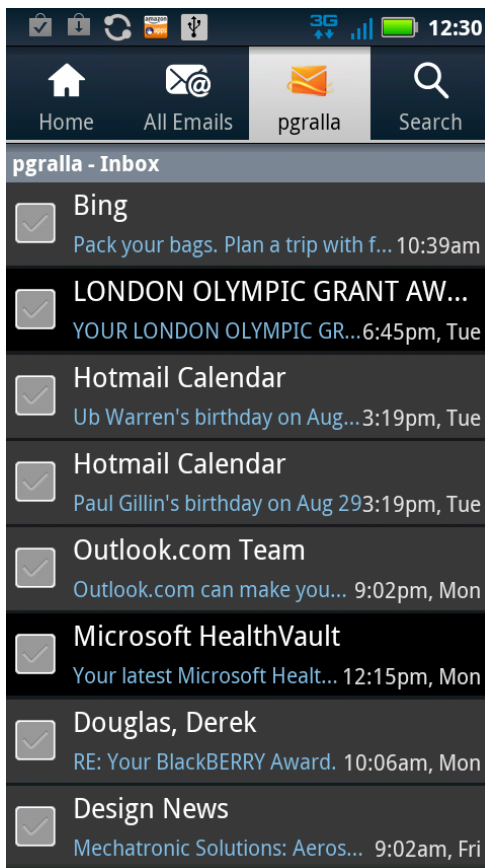 amazon
apps
3G
12:30
Home
All Emails
pgralla
Search
pgralla - Inbox
Bing
Pack your bags. Plan a trip with f... 10:39am
LONDON OLYMPIC GRANT AW...
YOUR LONDON OLYMPIC GR... 6:45pm, Tue
Hotmail Calendar
Ub Warren's birthday on Aug... 3:19pm, Tue
Hotmail Calendar
Paul Gillin's birthday on Aug 29 3:19pm, Tue
Outlook.com Team
Outlook.com can make you... 9:02pm, Mon
Microsoft HealthVault
Your latest Microsoft Healt... 12:15pm, Mon
Douglas, Derek
RE: Your BlackBERRY Award. 10:06am, Mon
Design News
Mechatronic Solutions: Aeros... 9:02am, Fri